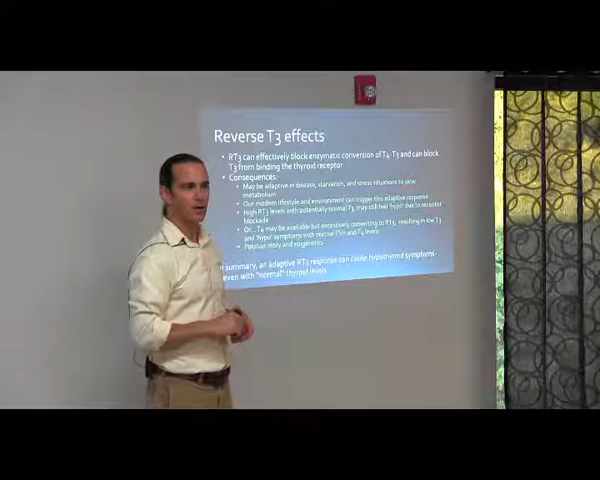 Reverse T3 effects
• RT3 can effectively block enzymatic conversion of T4-T3 and can block
T3 from binding the thyroid receptor
• Consequences:
• May be adaptive in disease, starvation, and stress situations to slow
metabolism
• Our modern lifestyle and environment can trigger this adaptive response
• High RT3 levels with potentially normal T3, may still feel 'hypo' due to receptor
blockade
• Or... T4 may be available but excessively converting to RT3, resulting in low T3
and 'hypo' symptoms with normal TSH and T4 levels
• Potelian story and epigenetics
summary, an adaptive RT3 response can cause hypothyroid symptoms-
even with "normal" thyroid levels